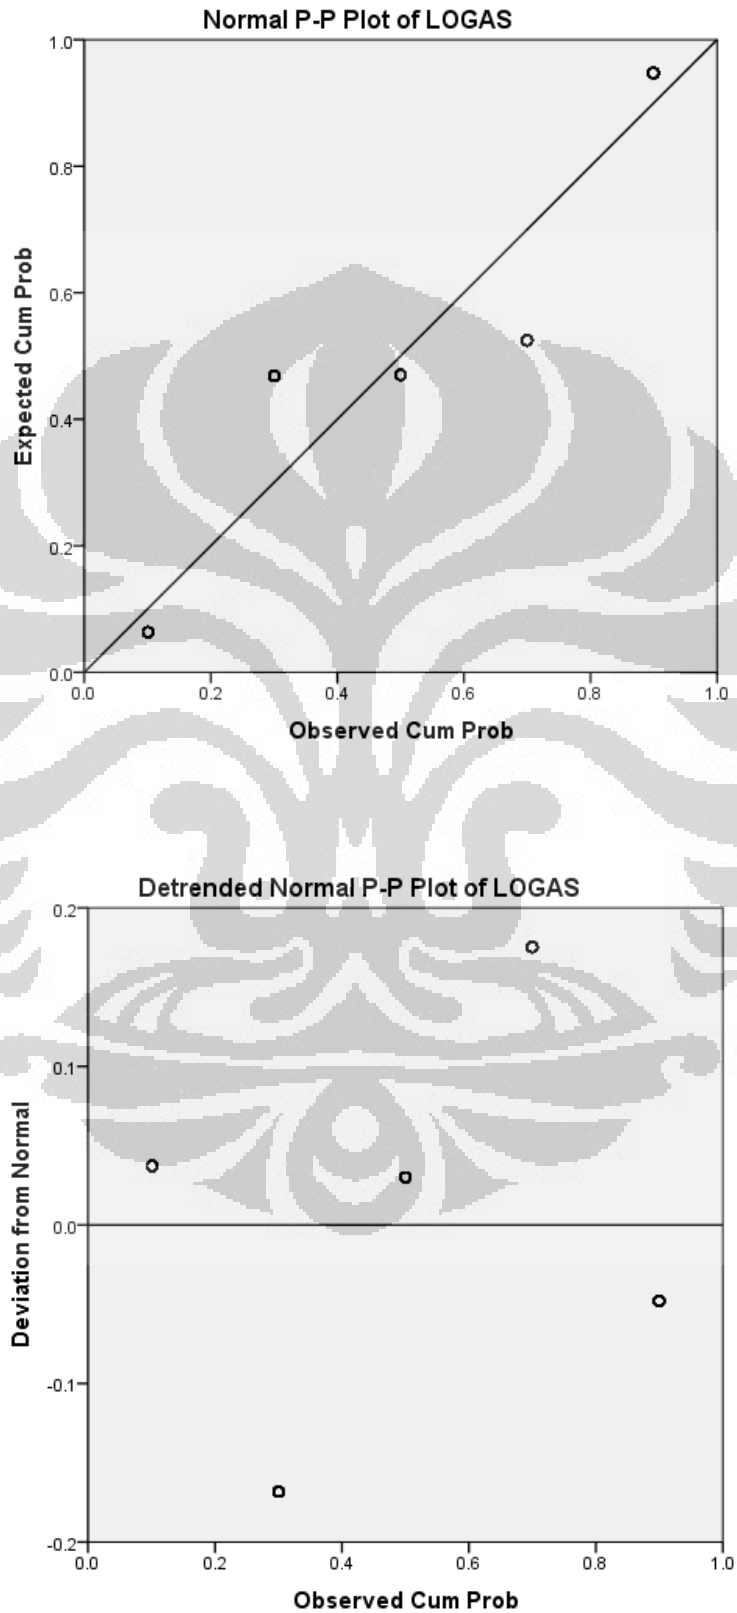 Normal P-P Plot of LOGAS
1.0
0.8
0.6
0.4
0.2
0.0
Expected Cum Prob
0.0 0.2 0.4 0.6 0.8 1.0
Observed Cum Prob
Detrended Normal P-P Plot of LOGAS
0.2
0.1
0.0
-0.1
-0.2
Deviation from Normal
0.0 0.2 0.4 0.6 0.8 1.0
Observed Cum Prob